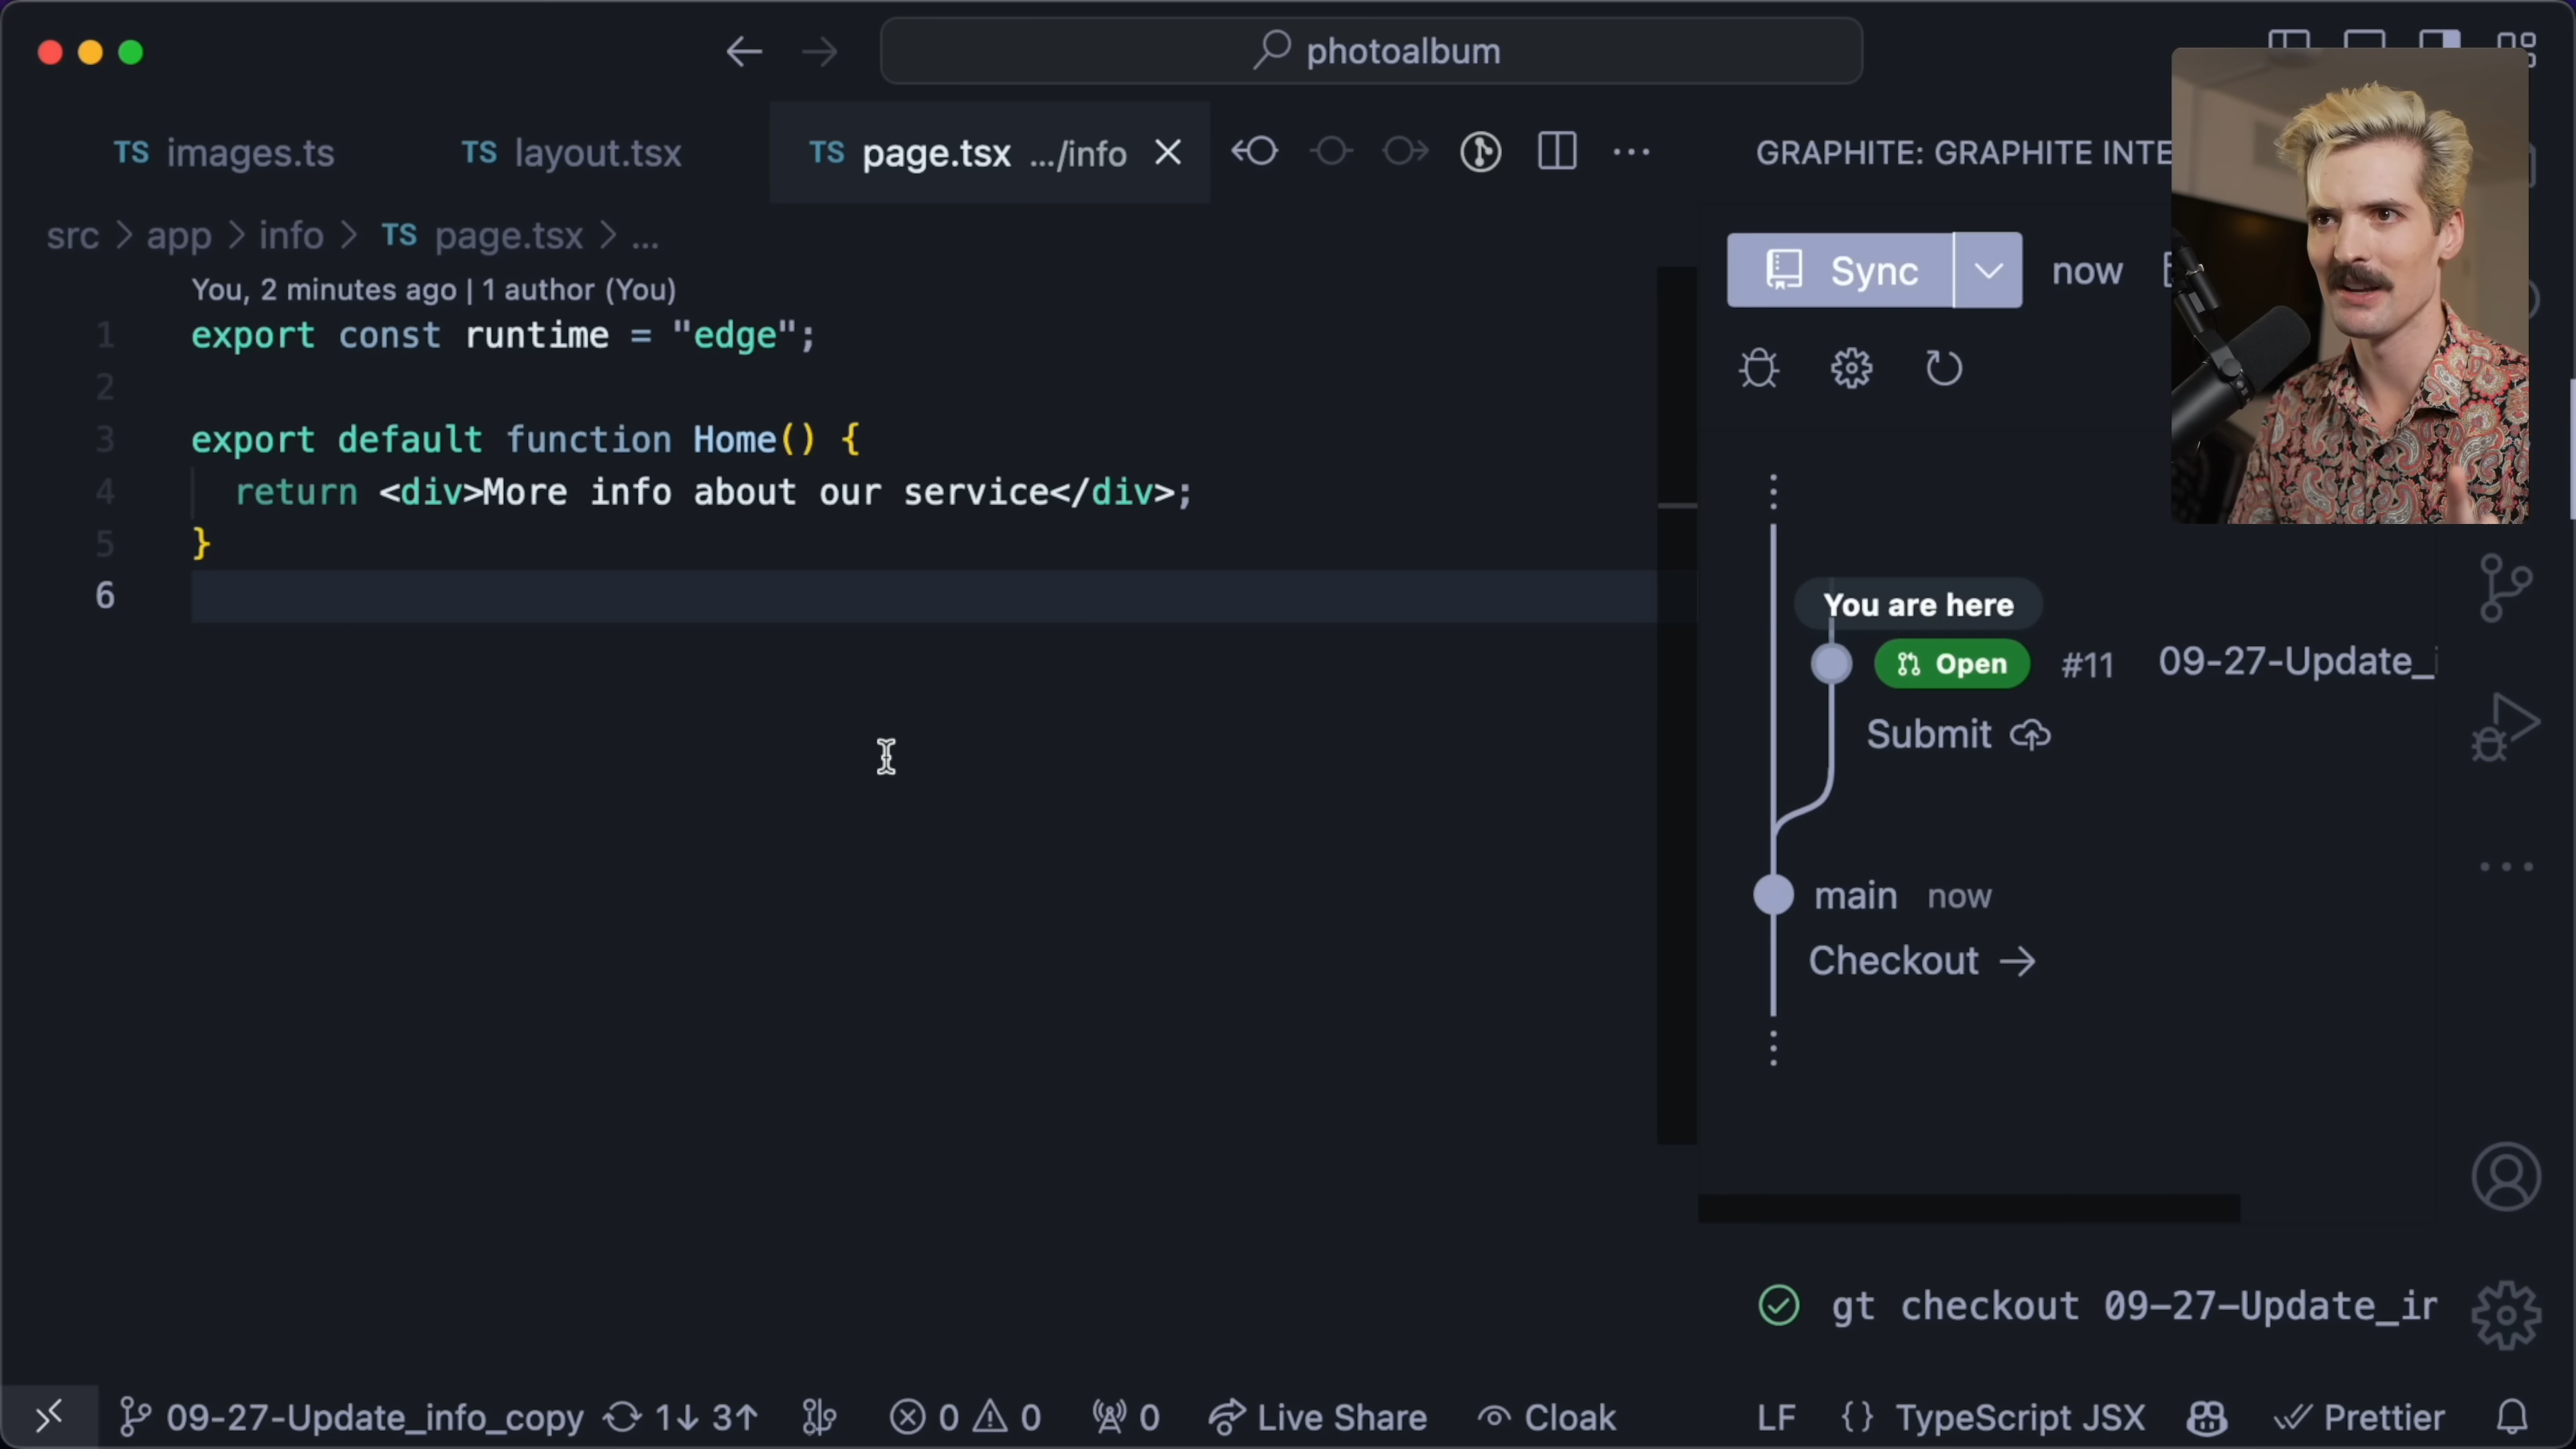 photoalbum
TS images.ts
TS layout.tsx
TS page.tsx .../info
GRAPHITE: GRAPHITE INTE
src > app > info > TS page.tsx > ...
Sync
now
You, 2 minutes ago | 1 author (You)
1 export const runtime = "edge";
2
3 export default function Home() {
4 return <div>More info about our service</div>;
5 }
6
You are here
Open #11 09-27-Update_
Submit
main now
Checkout →
gt checkout 09-27-Update_ir
09-27-Update_info_copy 1↓ 3↑ 0 0 0 Live Share Cloak LF {} TypeScript JSX Prettier